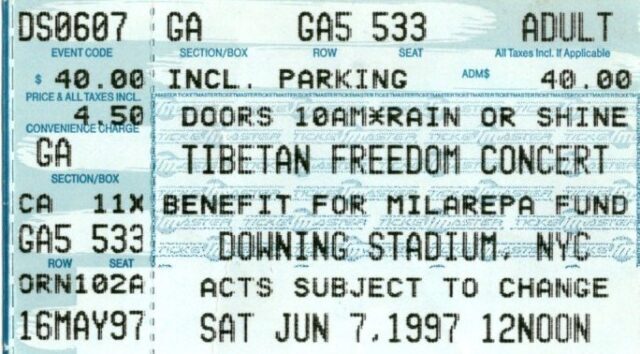 DS0607 GA GA5 533 ADULT
EVENT CODE SECTION/BOX ROW SEAT All Taxes Incl. If Applicable
$ 40.00 INCL. PARKING ADM$ 40.00
PRICE & ALL TAXES INCL.
4.50 DOORS 10AM*RAIN OR SHINE
CONVENIENCE CHARGE
GA TIBETAN FREEDOM CONCERT
SECTION/BOX
CA 11X BENEFIT FOR MILAREPA FUND
GA5 533 DOWNING STADIUM, NYC
ROW SEAT
ORN102A ACTS SUBJECT TO CHANGE
16MAY97 SAT JUN 7,1997 12NOON